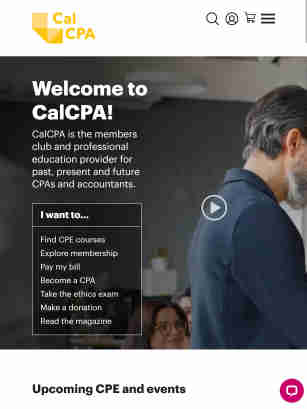 Cal
CPA
Welcome to
CalCPA!
CalCPA is the members
club and professional
education provider for
past, present and future
CPAs and accountants.
I want to...
Find CPE courses
Explore membership
Pay my bill
Become a CPA
Take the ethics exam
Make a donation
Read the magazine
Upcoming CPE and events